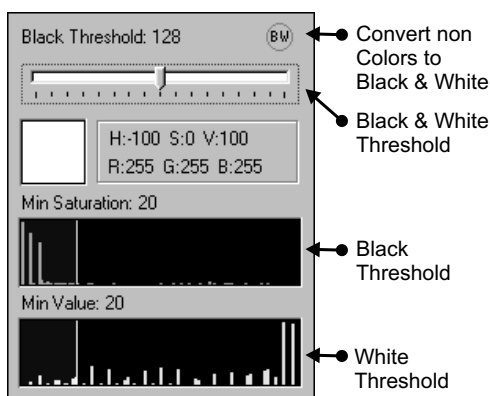 Black Threshold: 128
BW
Convert non
Colors to
Black & White
Black & White
Threshold
H:-100 S:0 V:100
R:255 G:255 B:255
Min Saturation: 20
Black
Threshold
Min Value: 20
White
Threshold